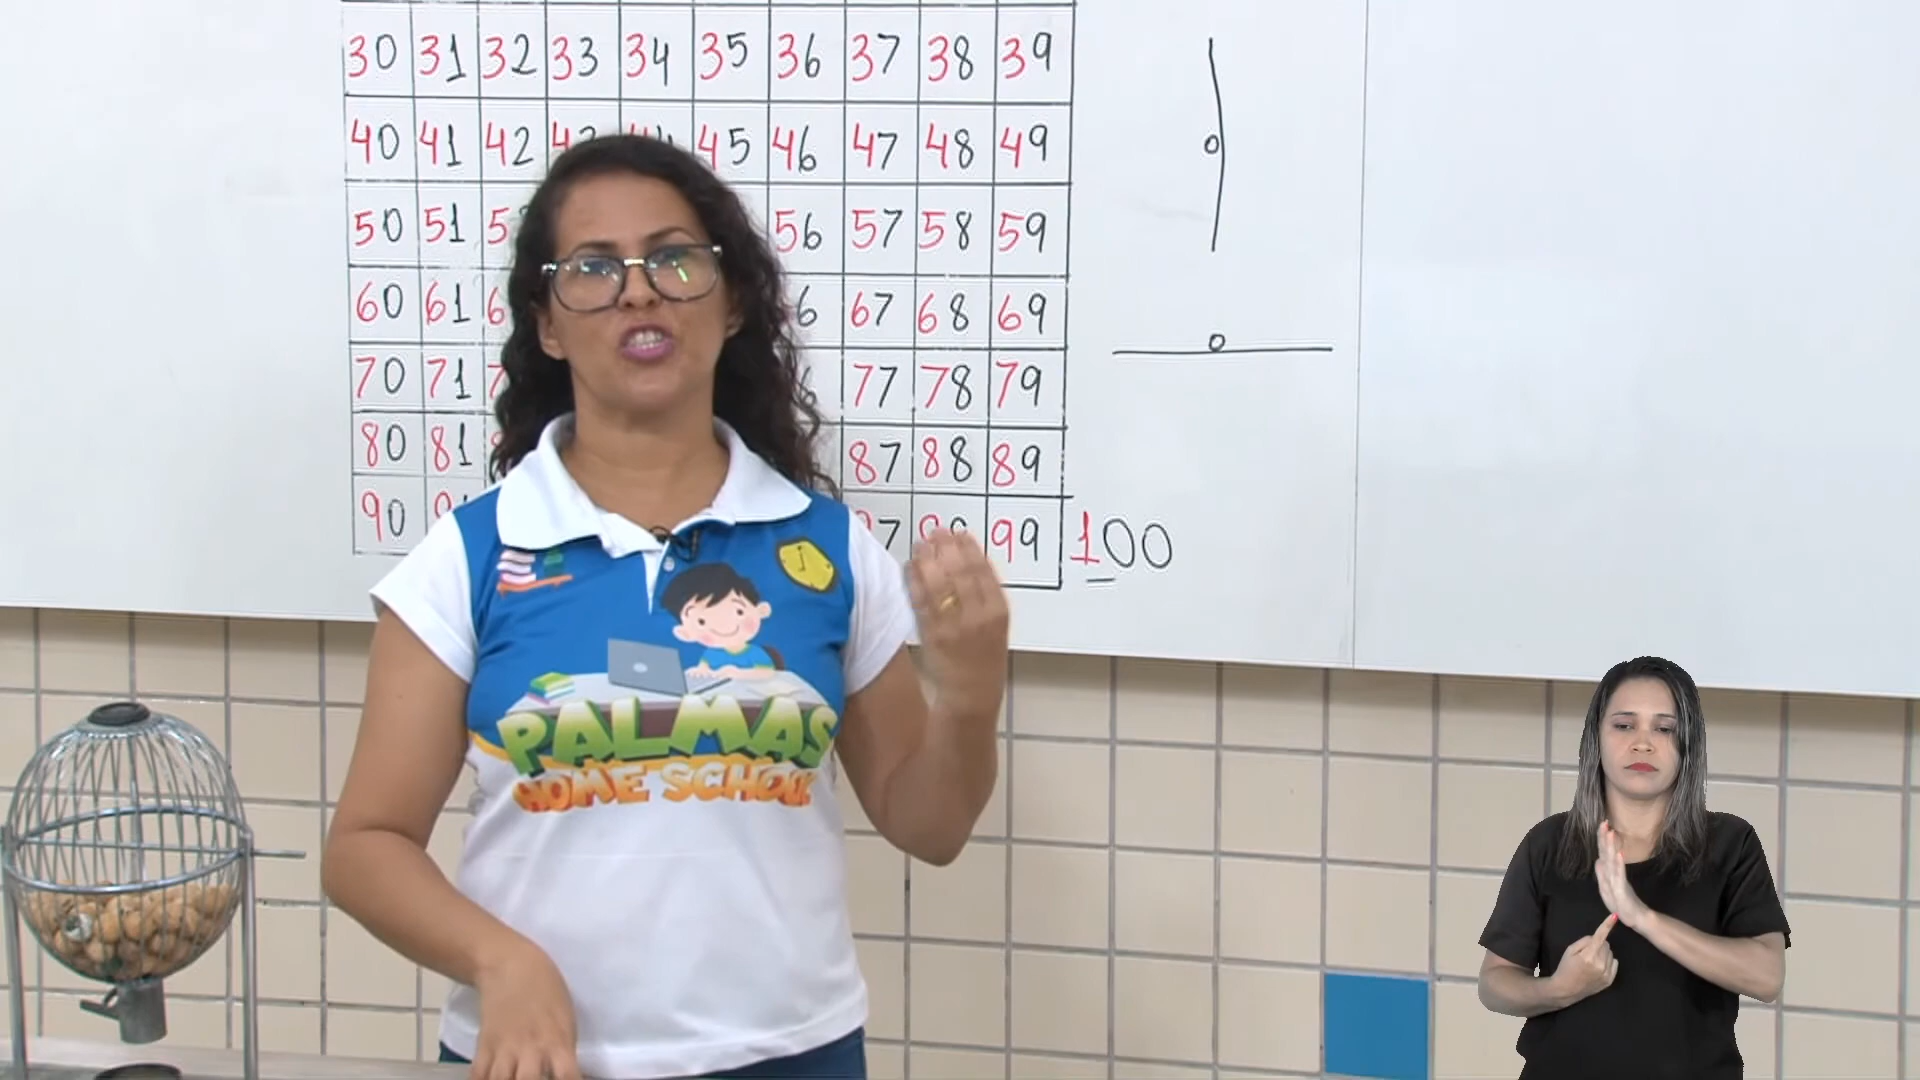 30 31 32 33 34 35 36 37 38 39
40 41 42 45 46 47 48 49
50 51 56 57 58 59
60 61 67 68 69
70 71 77 78 79
80 81 87 88 89
90 99 100
PALMAS
HOME SCHOOL